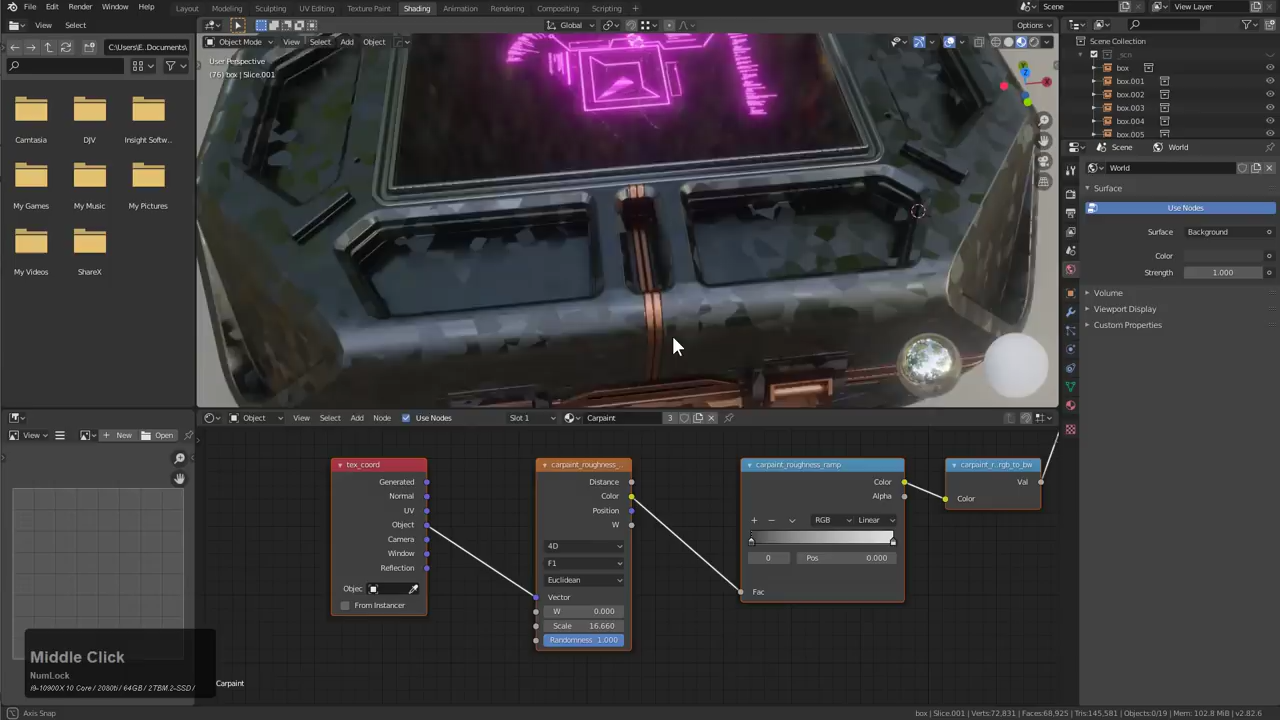 File Edit Render Window Help
Layout Modeling Sculpting UV Editing Texture Paint Shading Animation Rendering Compositing Scripting +
Scene View Layer
View Select
Global
Options
C:\Users\E..Documents\
Object Mode View Select Add Object
User Perspective
(76) box | Slice.001
Camtasia DJV Insight Softw...
My Games My Music My Pictures
My Videos ShareX
Scene Collection
_scn
box
box.001
box.002
box.003
box.004
box.005
Scene World
World
Surface
Use Nodes
Surface Background
Color
Strength 1.000
Volume
Viewport Display
Custom Properties
View New Open
Object View Select Add Node Use Nodes Slot 1 Carpaint 3
tex_coord
Generated
Normal
UV
Object
Camera
Window
Reflection
Objec
From Instancer
carpaint_roughness_..
Distance
Color
Position
W
4D
F1
Euclidean
Vector
W 0.000
Scale 16.660
Randomness 1.000
carpaint_roughness_ramp
Color
Alpha
+ − RGB Linear
0 Pos 0.000
Fac
carpaint_r..rgb_to_bw
Val
Color
Middle Click
NumLock
i9-10900X 10 Core / 2080ti / 64GB / 2TBM.2-SSD /
Carpaint
Axis Snap
box | Slice.001 | Verts:72,831 | Faces:68,925 | Tris:145,581 | Objects:0/19 | Mem: 102.8 MiB | v2.82.6